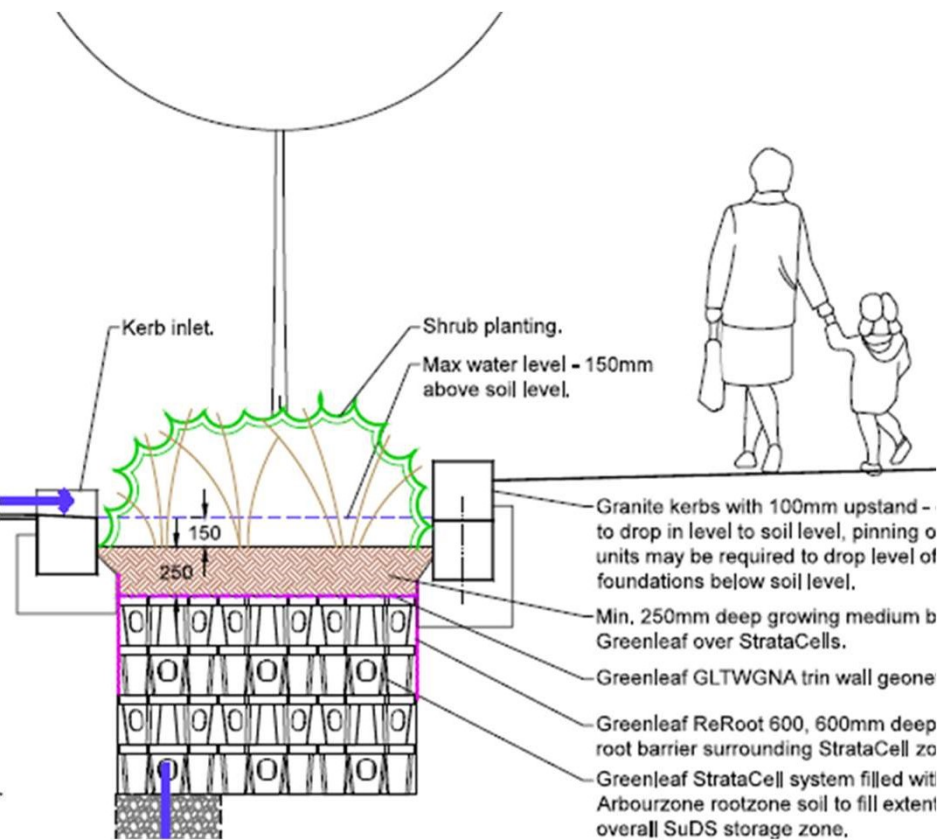 Kerb inlet.
Shrub planting.
Max water level - 150mm
above soil level.
150
250
Granite kerbs with 100mm upstand -
to drop in level to soil level, pinning o
units may be required to drop level of
foundations below soil level.
Min. 250mm deep growing medium b
Greenleaf over StrataCells.
Greenleaf GLTWGNA trin wall geone
Greenleaf ReRoot 600, 600mm deep
root barrier surrounding StrataCell zo
Greenleaf StrataCell system filled with
Arbourzone rootzone soil to fill extent
overall SuDS storage zone.